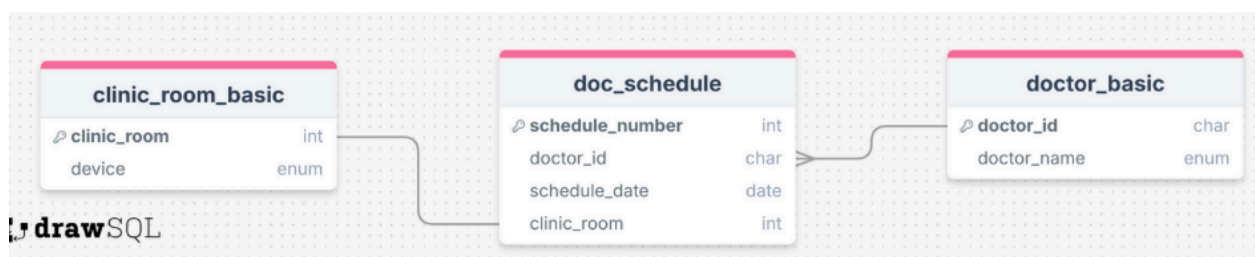 clinic_room_basic
clinic_room int
device enum
doc_schedule
schedule_number int
doctor_id char
schedule_date date
clinic_room int
doctor_basic
doctor_id char
doctor_name enum
drawSQL